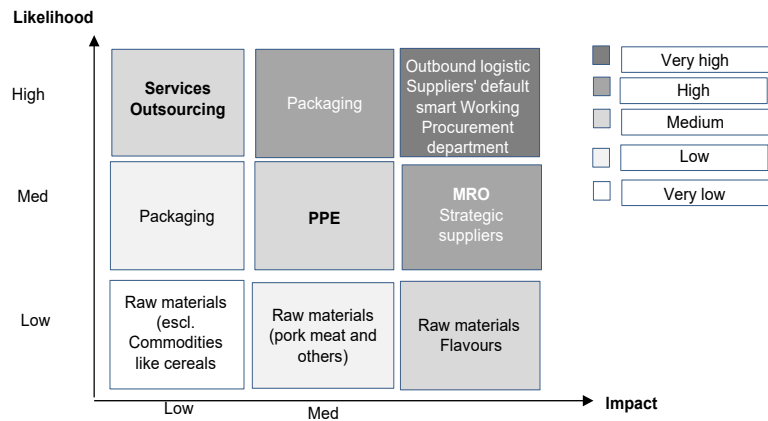 Likelihood
High
Services
Outsourcing
Packaging
Outbound logistic
Suppliers' default
smart Working
Procurement
department
Very high
High
Medium
Low
Very low
Med
Packaging
PPE
MRO
Strategic
suppliers
Low
Raw materials
(escl.
Commodities
like cereals
Raw materials
(pork meat and
others)
Raw materials
Flavours
Low
Med
Impact